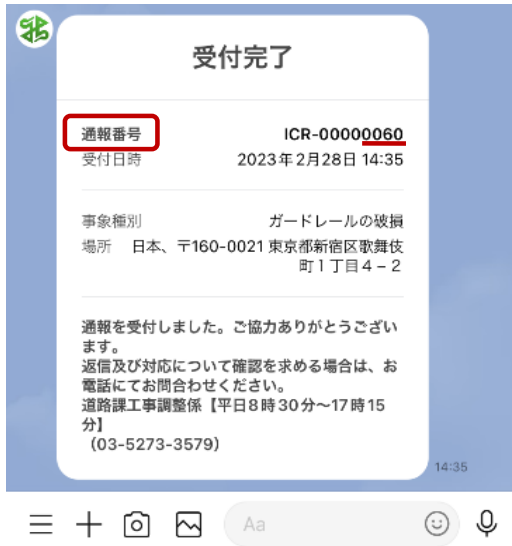 受付完了
通報番号 ICR-00000060
受付日時 2023年2月28日 14:35
事象種別 ガードレールの破損
場所 日本、〒160-0021 東京都新宿区歌舞伎
町1丁目4−2
通報を受付しました。ご協力ありがとうござい
ます。
返信及び対応について確認を求める場合は、お
電話にてお問合わせください。
道路課工事調整係【平日8時30分〜17時15
分】
（03-5273-3579）
14:35
Aa